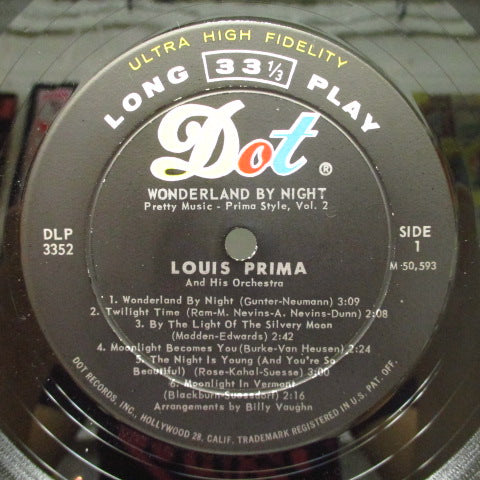 ULTRA HIGH FIDELITY
LONG 33 1/3 PLAY
Dot®
WONDERLAND BY NIGHT
Pretty Music - Prima Style, Vol. 2
DLP
3352
SIDE
1
M-50,593
LOUIS PRIMA
And His Orchestra
1. Wonderland By Night (Gunter-Neumann) 3:09
2. Twilight Time (Ram-M. Nevins-A. Nevins-Dunn) 2:08
3. By The Light Of The Silvery Moon
(Madden-Edwards) 2:42
4. Moonlight Becomes You (Burke-Van Heusen) 2:24
5. The Night is Young (And You're So
Beautiful) (Rose-Kahal-Suesse) 3:00
6. Moonlight In Vermont
(Blackburn-Suessdorf) 2:16
Arrangements by Billy Vaughn
DOT RECORDS, INC., HOLLYWOOD 28, CALIF. TRADEMARK REGISTERED IN U.S. PAT. OFF.